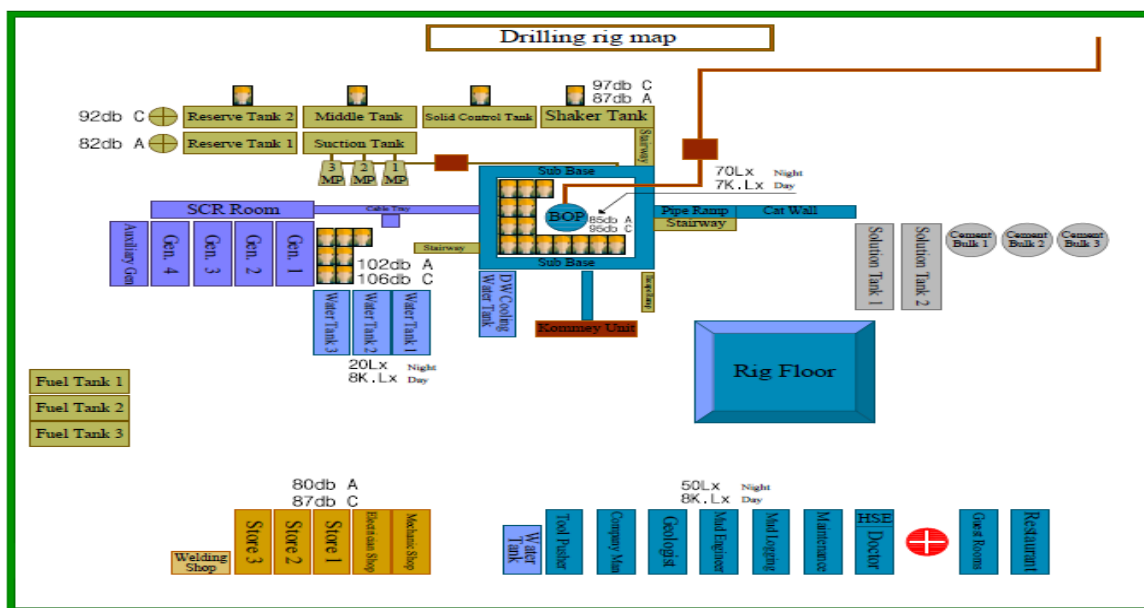 Drilling rig map
97db C
87db A
92db C
Reserve Tank 2
Middle Tank
Solid Control Tank
Shaker Tank
82db A
Reserve Tank 1
Suction Tank
Stairway
3
MP
2
MP
1
MP
Sub Base
70Lx Night
7K.Lx Day
BOP
85db A
95db C
SCR Room
Cable Tray
Pipe Ramp
Cat Wall
Stairway
Auxiliary Gen
Gen. 4
Gen. 3
Gen. 2
Gen. 1
Stairway
Sub Base
102db A
106db C
Solution Tank 1
Solution Tank 2
Cement
Bulk 1
Cement
Bulk 2
Cement
Bulk 3
Water Tank 3
Water Tank 2
Water Tank 1
DW Cooling
Water Tank
Kommey Unit
20Lx Night
8K.Lx Day
Rig Floor
Fuel Tank 1
Fuel Tank 2
Fuel Tank 3
80db A
87db C
50Lx Night
8K.Lx Day
Welding
Shop
Store 3
Store 2
Store 1
Electrician Shop
Mechanic Shop
Water
Tank
Tool Pusher
Company Man
Geologist
Mud Engineer
Mud Logging
Maintenance
HSE
Doctor
Guest Rooms
Restaurant